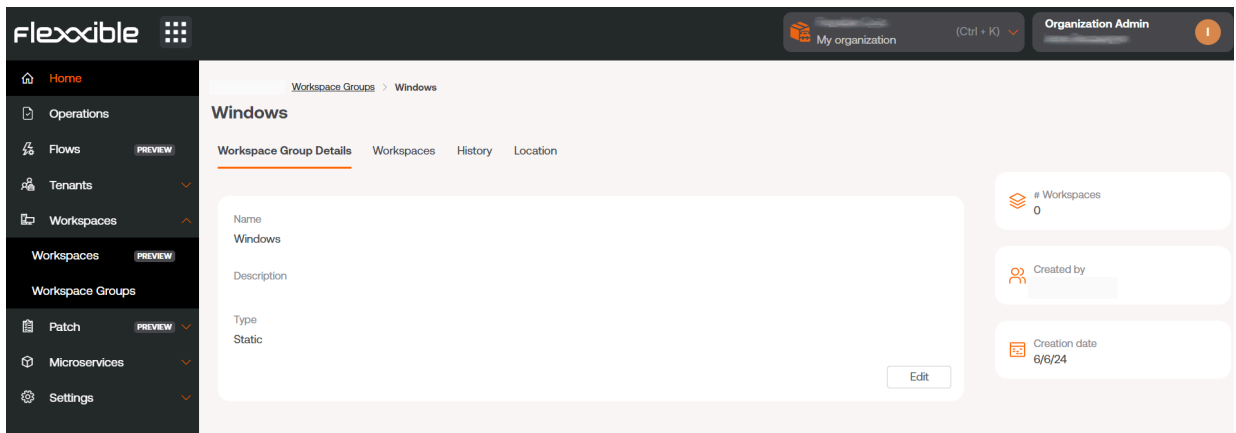 Flexxible
My organization
(Ctrl + K)
Organization Admin
I
Home
Operations
Flows PREVIEW
Tenants
Workspaces
Workspaces PREVIEW
Workspace Groups
Patch PREVIEW
Microservices
Settings
Workspace Groups > Windows
Windows
Workspace Group Details Workspaces History Location
Name
Windows
Description
Type
Static
Edit
# Workspaces
0
Created by
Creation date
6/6/24